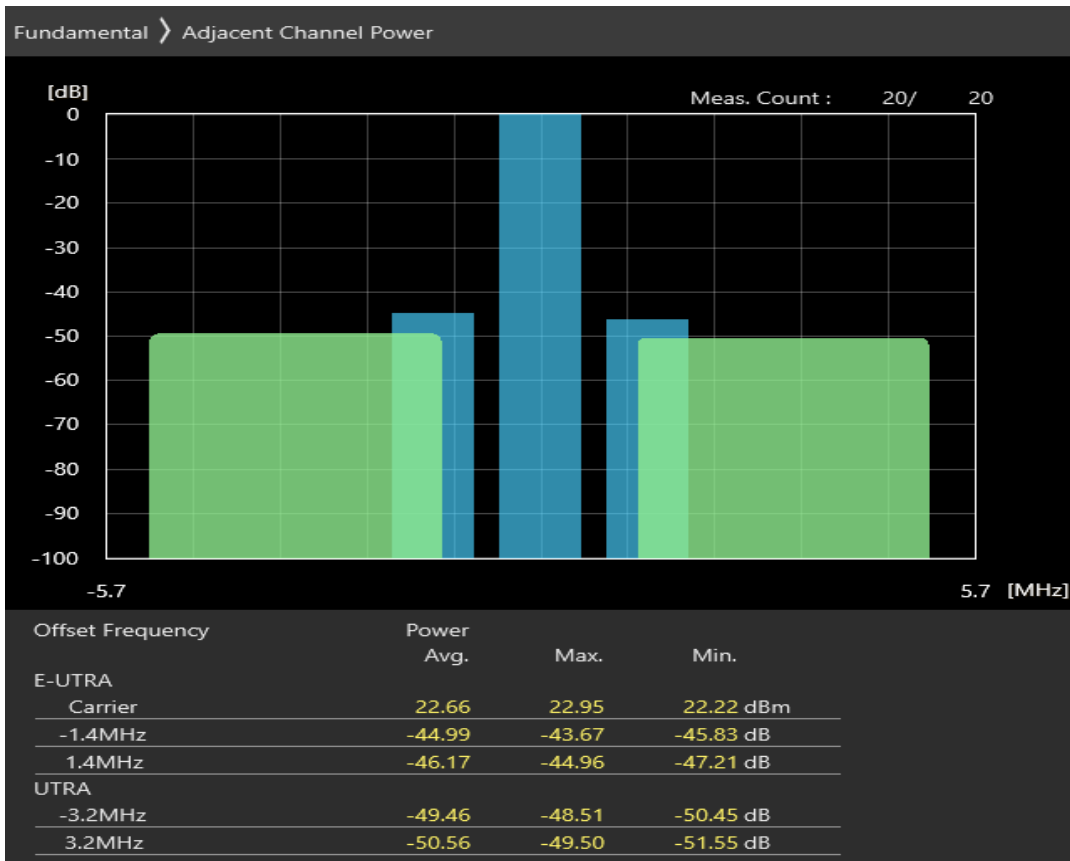 Fundamental 》 Adjacent Channel Power
[dB]
Meas. Count : 20/ 20
0
-10
-20
-30
-40
-50
-60
-70
-80
-90
-100
-5.7 5.7 [MHz]
Offset Frequency Power
Avg. Max. Min.
E-UTRA
Carrier 22.66 22.95 22.22 dBm
-1.4MHz -44.99 -43.67 -45.83 dB
1.4MHz -46.17 -44.96 -47.21 dB
UTRA
-3.2MHz -49.46 -48.51 -50.45 dB
3.2MHz -50.56 -49.50 -51.55 dB